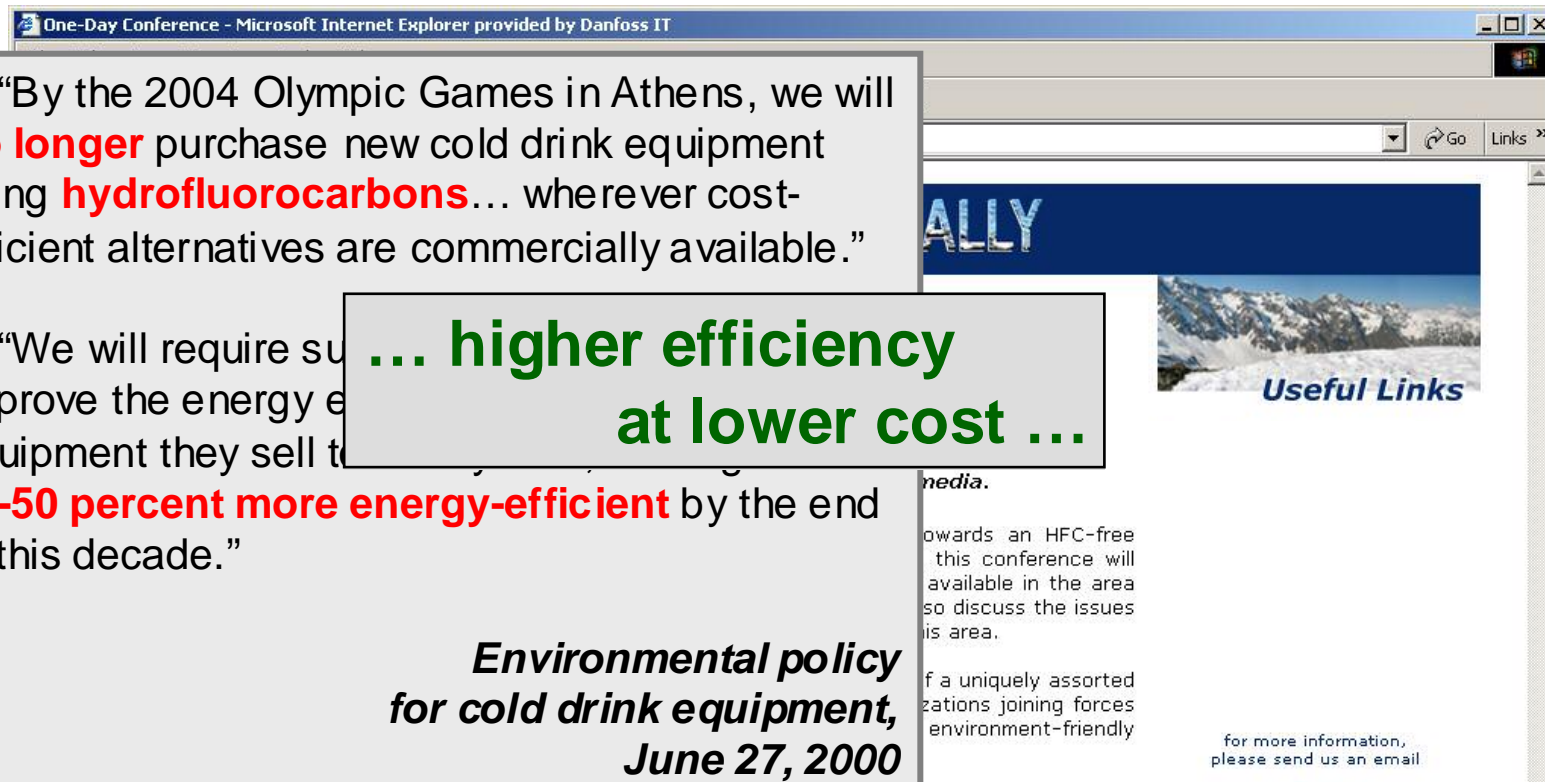 One-Day Conference - Microsoft Internet Explorer provided by Danfoss IT
Go Links »
“By the 2004 Olympic Games in Athens, we will
longer purchase new cold drink equipment
ng hydrofluorocarbons… wherever cost-
icient alternatives are commercially available.”
ALLY
“We will require su
prove the energy e
uipment they sell t
-50 percent more energy-efficient by the end
this decade.”
… higher efficiency
at lower cost …
Useful Links
media.
owards an HFC-free
this conference will
available in the area
so discuss the issues
is area.
Environmental policy
for cold drink equipment,
June 27, 2000
f a uniquely assorted
zations joining forces
environment-friendly
for more information,
please send us an email